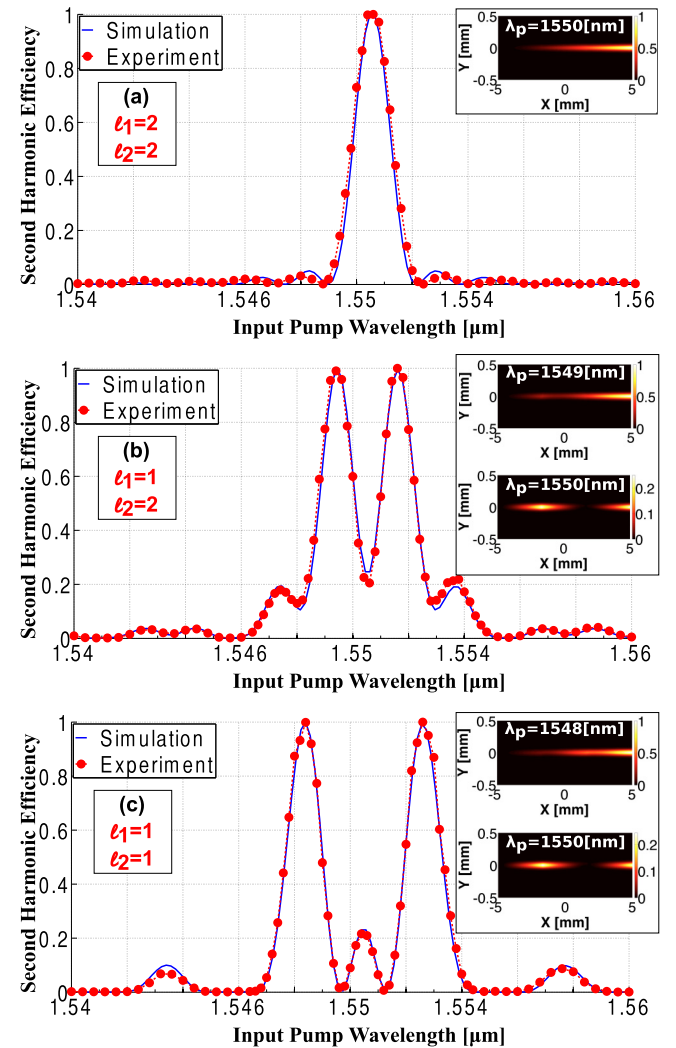 Second Harmonic Efficiency
1
0.8
0.6
0.4
0.2
0
Simulation
Experiment
(a)
ℓ1=2
ℓ2=2
λp=1550[nm]
0.5
0
-0.5
Y [mm]
-5 0 5
X [mm]
1
0.5
0
1.54 1.546 1.55 1.554 1.56
Input Pump Wavelength [μm]
Second Harmonic Efficiency
1
0.8
0.6
0.4
0.2
0
Simulation
Experiment
(b)
ℓ1=1
ℓ2=2
λp=1549[nm]
0.5
0
-0.5
Y [mm]
-5 0 5
X [mm]
1
0.5
0
λp=1550[nm]
0.5
0
-0.5
Y [mm]
-5 0 5
X [mm]
0.2
0.1
0
1.54 1.546 1.55 1.554 1.56
Input Pump Wavelength [μm]
Second Harmonic Efficiency
1
0.8
0.6
0.4
0.2
0
Simulation
Experiment
(c)
ℓ1=1
ℓ2=1
λp=1548[nm]
0.5
0
-0.5
Y [mm]
-5 0 5
X [mm]
1
0.5
0
λp=1550[nm]
0.5
0
-0.5
Y [mm]
-5 0 5
X [mm]
0.2
0.1
0
1.54 1.546 1.55 1.554 1.56
Input Pump Wavelength [μm]